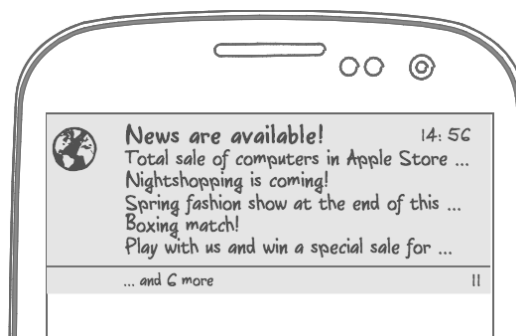 News are available! 14:56
Total sale of computers in Apple Store ...
Nightshopping is coming!
Spring fashion show at the end of this ...
Boxing match!
Play with us and win a special sale for ...
... and 6 more 11